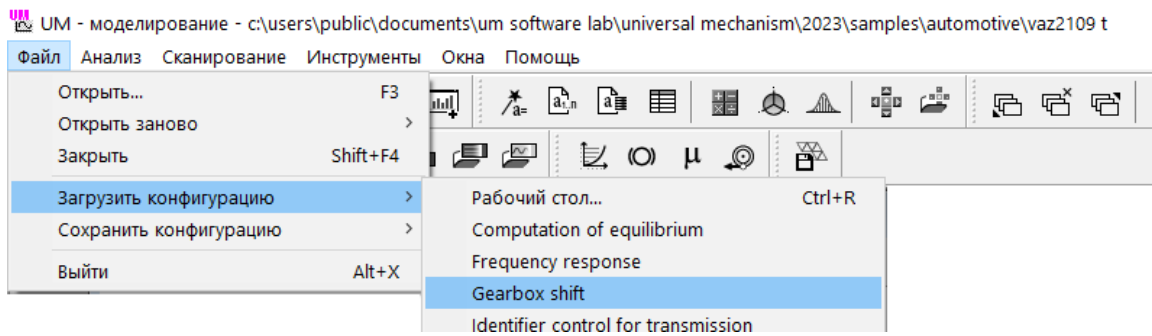 UM - моделирование - c:\users\public\documents\um software lab\universal mechanism\2023\samples\automotive\vaz2109 t
Файл Анализ Сканирование Инструменты Окна Помощь
Открыть... F3
Открыть заново
Закрыть Shift+F4
Загрузить конфигурацию
Сохранить конфигурацию
Выйти Alt+X
Рабочий стол... Ctrl+R
Computation of equilibrium
Frequency response
Gearbox shift
Identifier control for transmission